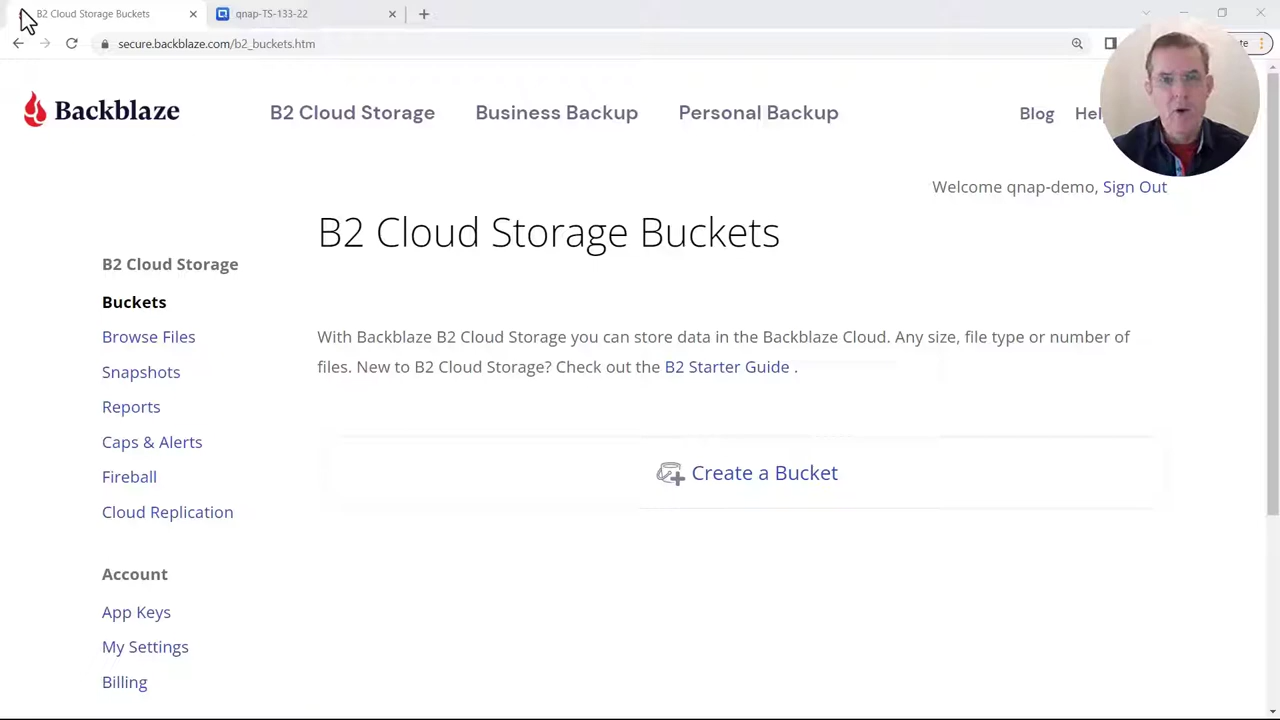 B2 Cloud Storage Buckets
qnap-TS-133-22
secure.backblaze.com/b2_buckets.htm
Backblaze
B2 Cloud Storage
Business Backup
Personal Backup
Blog
Welcome qnap-demo, Sign Out
B2 Cloud Storage Buckets
B2 Cloud Storage
Buckets
Browse Files
Snapshots
Reports
Caps & Alerts
Fireball
Cloud Replication
Account
App Keys
My Settings
Billing
With Backblaze B2 Cloud Storage you can store data in the Backblaze Cloud. Any size, file type or number of
files. New to B2 Cloud Storage? Check out the B2 Starter Guide .
Create a Bucket